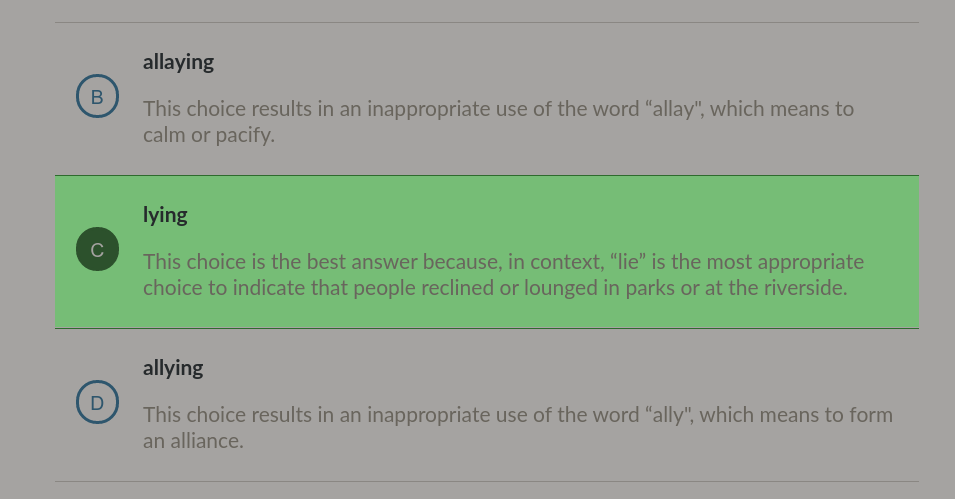 allaying
B
This choice results in an inappropriate use of the word “allay", which means to
calm or pacify.
lying
C
This choice is the best answer because, in context, “lie” is the most appropriate
choice to indicate that people reclined or lounged in parks or at the riverside.
allying
D
This choice results in an inappropriate use of the word “ally", which means to form
an alliance.